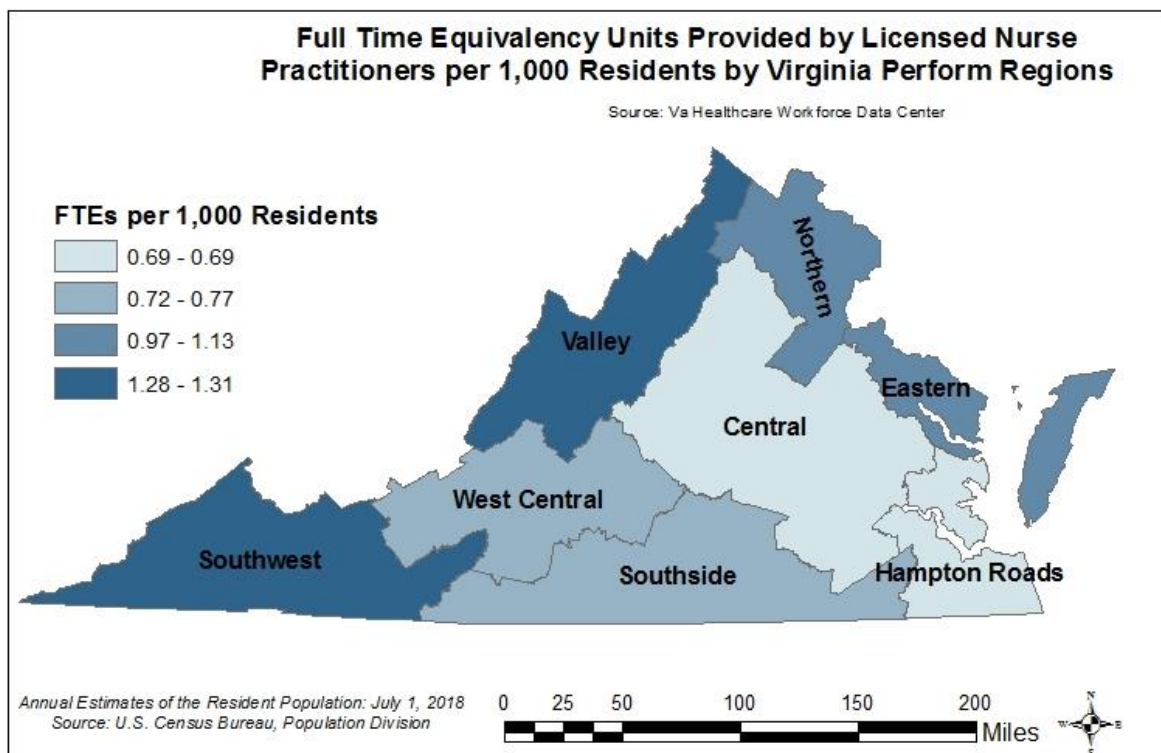 Full Time Equivalency Units Provided by Licensed Nurse
Practitioners per 1,000 Residents by Virginia Perform Regions
Source: Va Healthcare Workforce Data Center
FTEs per 1,000 Residents
0.69 - 0.69
0.72 - 0.77
0.97 - 1.13
1.28 - 1.31
Northern
Valley
Eastern
Central
West Central
Southwest
Southside
Hampton Roads
Annual Estimates of the Resident Population: July 1, 2018
Source: U.S. Census Bureau, Population Division
0 25 50 100 150 200
Miles
N
W E
S